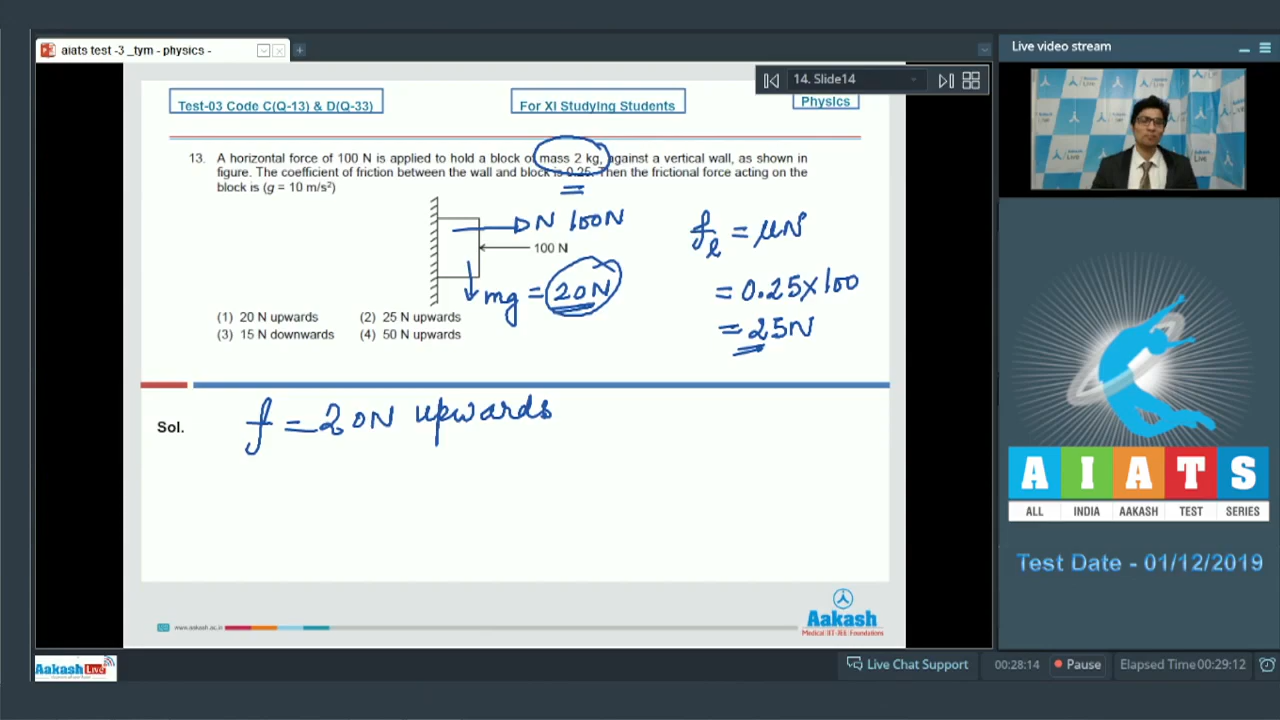 aiats test -3 _tym - physics -
Live video stream
14. Slide14
Test-03 Code C(Q-13) & D(Q-33)
For XI Studying Students
Physics
13. A horizontal force of 100 N is applied to hold a block of mass 2 kg, against a vertical wall, as shown in
figure. The coefficient of friction between the wall and block is 0.25. Then the frictional force acting on the
block is (g = 10 m/s²)
N 100N
100 N
mg = 20N
f_l = μN
= 0.25×100
= 25N
(1) 20 N upwards (2) 25 N upwards
(3) 15 N downwards (4) 50 N upwards
Sol. f = 20N upwards
www.aakash.ac.in
Aakash
Medical|IIT-JEE|Foundations
A I A T S
ALL INDIA AAKASH TEST SERIES
Test Date - 01/12/2019
Aakash Live
Live Chat Support
00:28:14
Pause
Elapsed Time 00:29:12